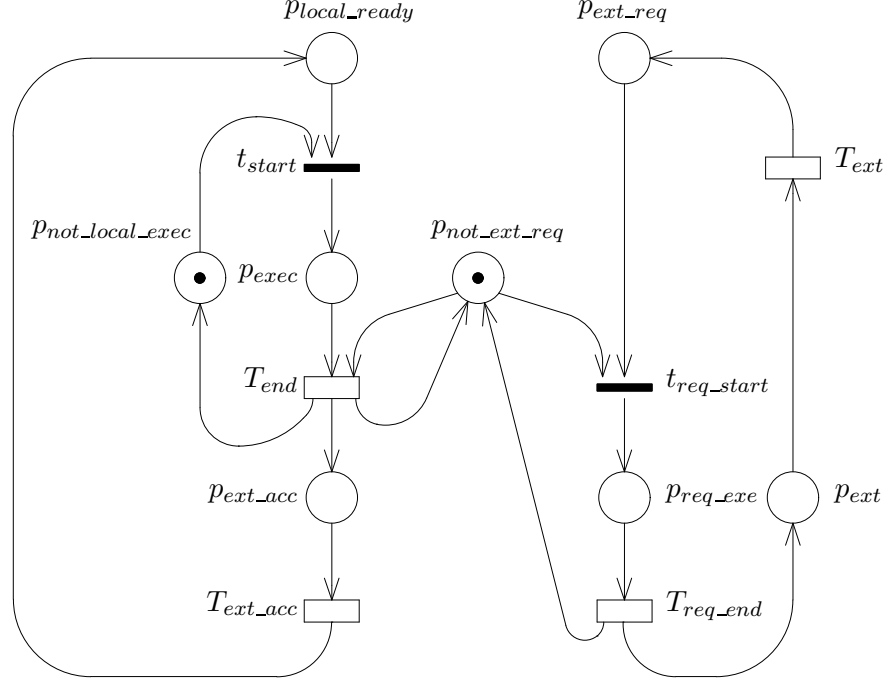 p_local_ready
p_ext_req
t_start
T_ext
p_not_local_exec
p_not_ext_req
p_exec
T_end
t_req_start
p_ext_acc
p_req_exe
p_ext
T_ext_acc
T_req_end